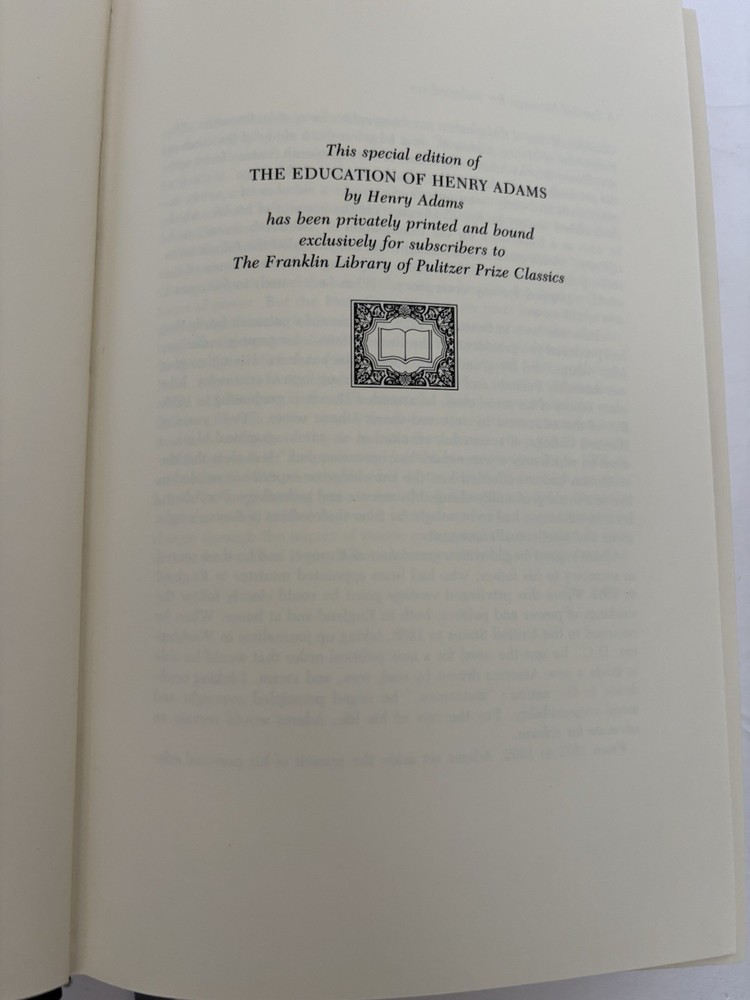 This special edition of
THE EDUCATION OF HENRY ADAMS
by Henry Adams
has been privately printed and bound
exclusively for subscribers to
The Franklin Library of Pulitzer Prize Classics